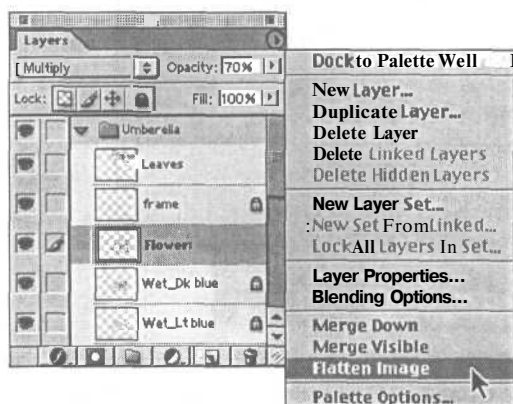 Layers
Multiply Opacity: 70%
Lock: Fill: 100%
Umberella
Leaves
frame
Flowers
Wet_Dk blue
Wet_Lt blue
Dock to Palette Well
New Layer...
Duplicate Layer...
Delete Layer
Delete Linked Layers
Delete Hidden Layers
New Layer Set...
New Set From Linked...
Lock All Layers In Set...
Layer Properties...
Blending Options...
Merge Down
Merge Visible
Flatten Image
Palette Options...